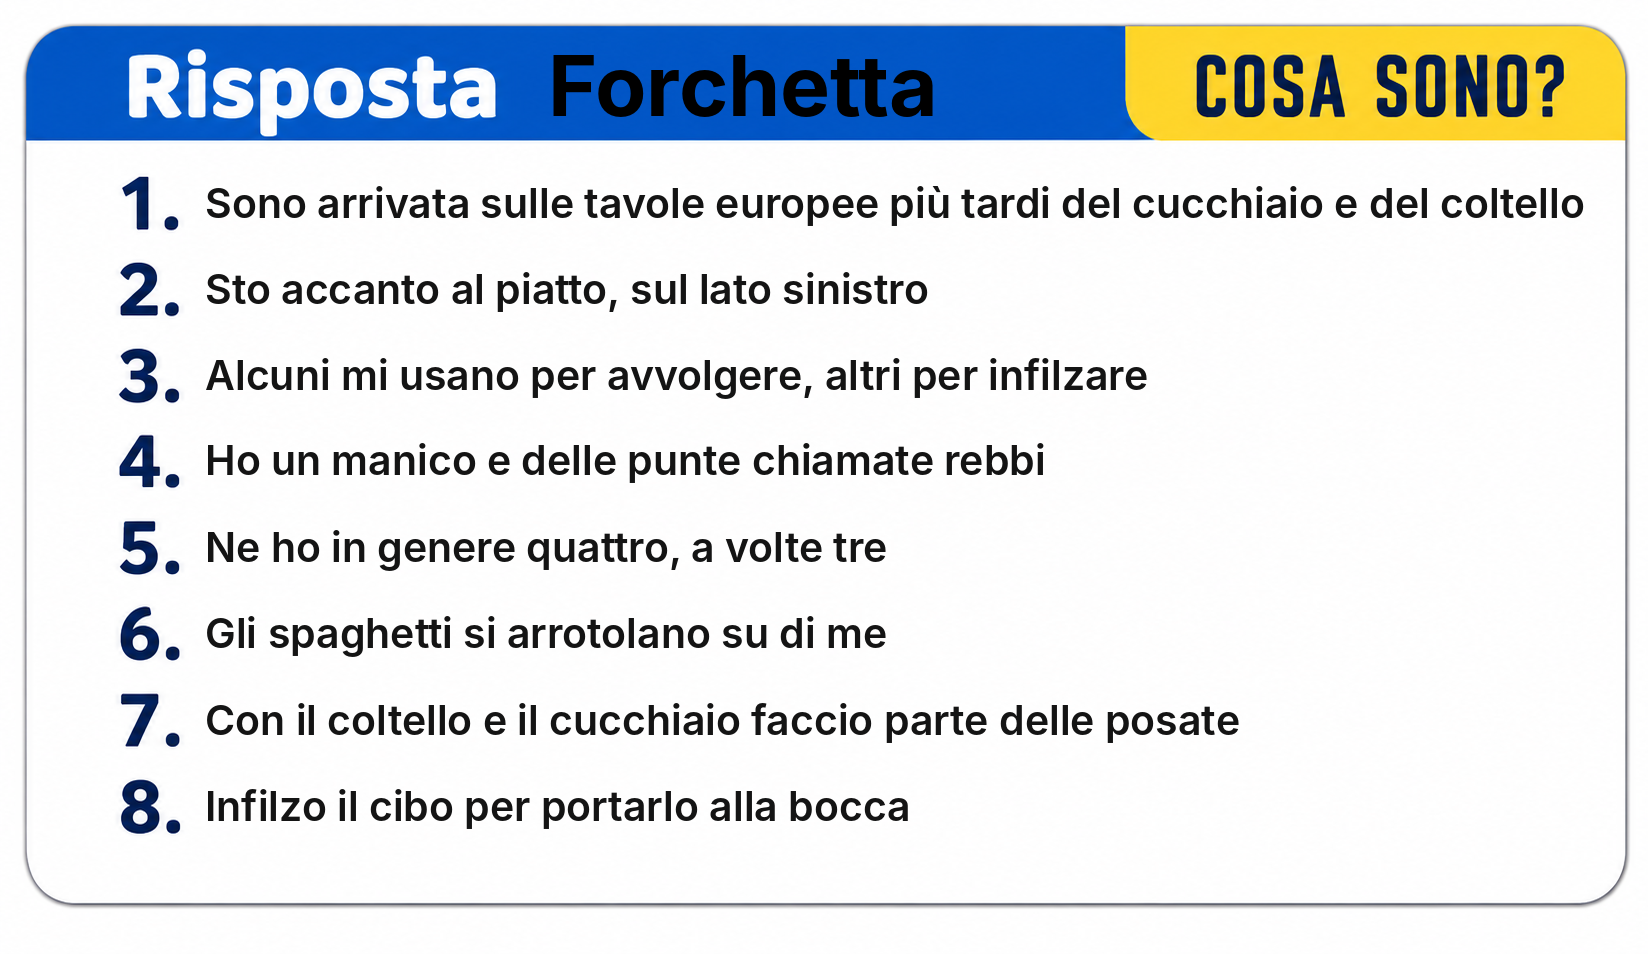 Risposta Forchetta COSA SONO?
1. Sono arrivata sulle tavole europee più tardi del cucchiaio e del coltello
2. Sto accanto al piatto, sul lato sinistro
3. Alcuni mi usano per avvolgere, altri per infilzare
4. Ho un manico e delle punte chiamate rebbi
5. Ne ho in genere quattro, a volte tre
6. Gli spaghetti si arrotolano su di me
7. Con il coltello e il cucchiaio faccio parte delle posate
8. Infilzo il cibo per portarlo alla bocca